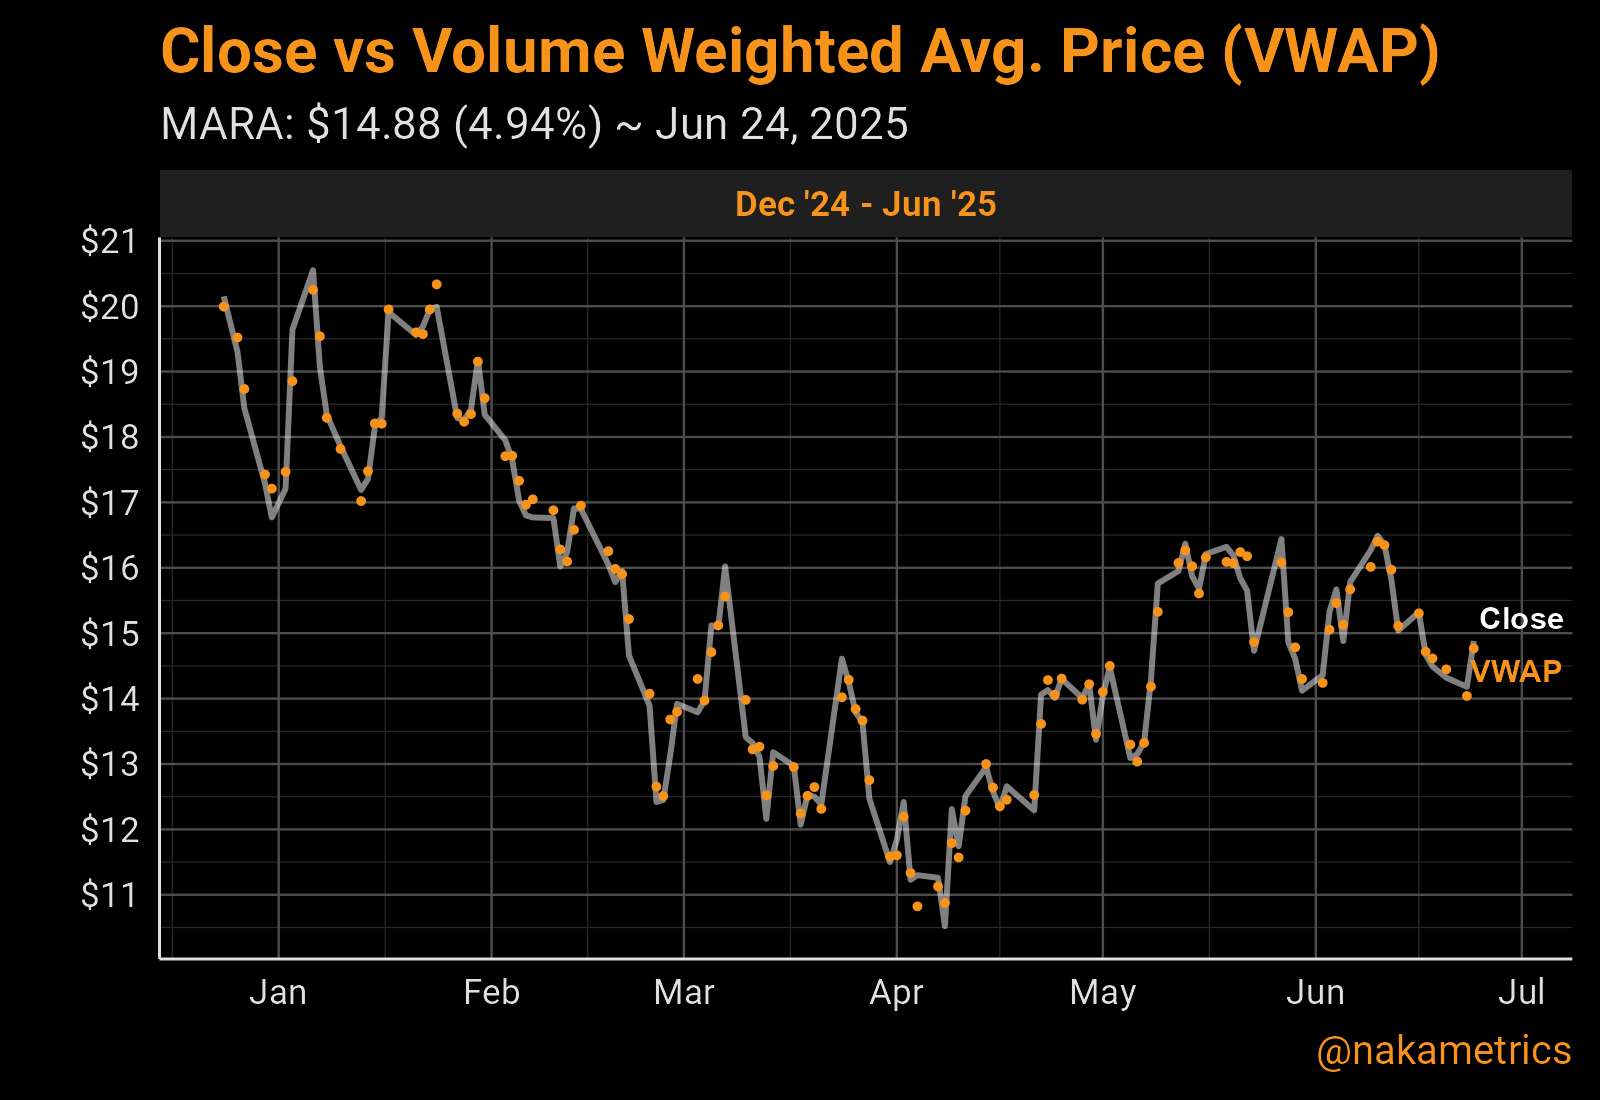 Close vs Volume Weighted Avg. Price (VWAP)
MARA: $14.88 (4.94%) ~ Jun 24, 2025
Dec '24 - Jun '25
$21
$20
$19
$18
$17
$16
$15
$14
$13
$12
$11
Close
VWAP
Jan Feb Mar Apr May Jun Jul
@nakametrics